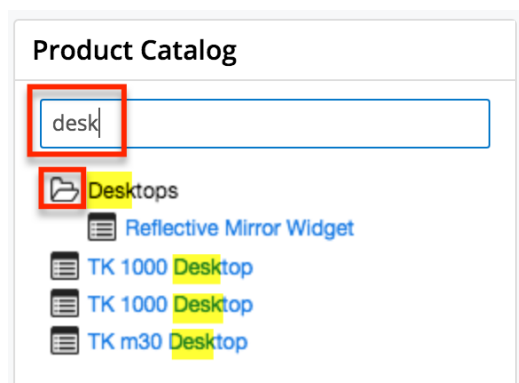 Product Catalog
desk
Desktops
Reflective Mirror Widget
TK 1000 Desktop
TK 1000 Desktop
TK m30 Desktop